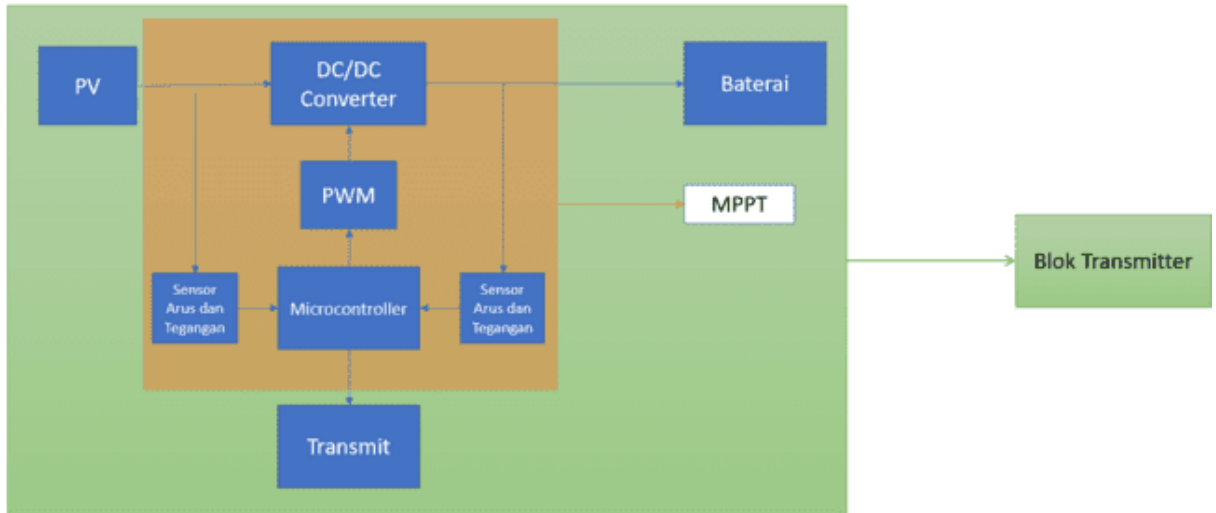 PV
DC/DC
Converter
Baterai
PWM
MPPT
Sensor
Arus dan
Tegangan
Microcontroller
Sensor
Arus dan
Tegangan
Blok Transmitter
Transmit